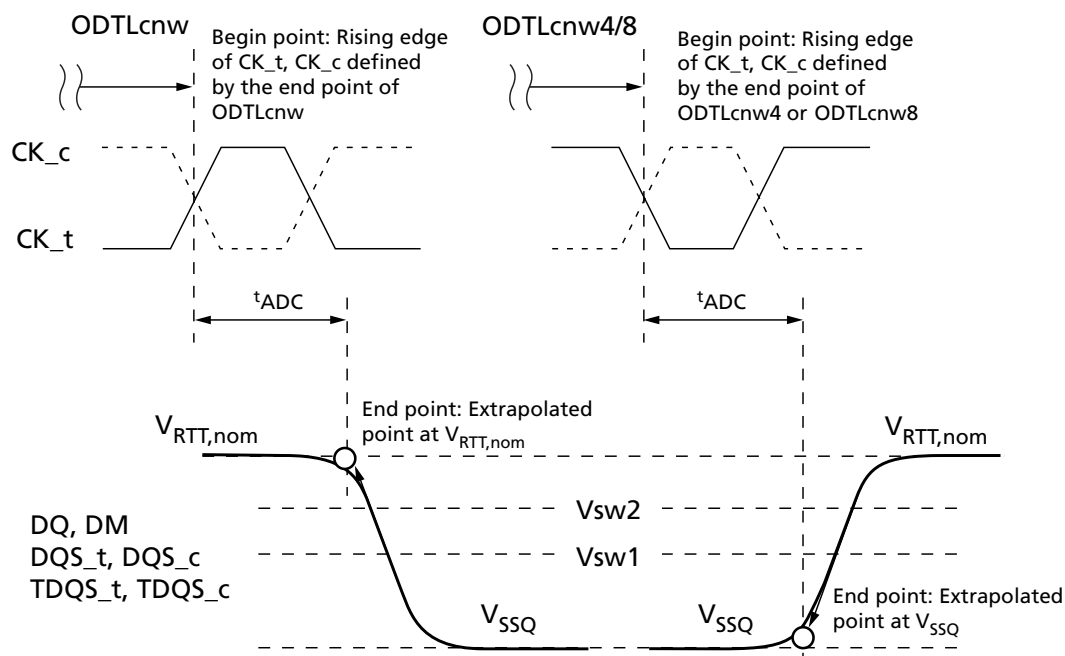 ODTLcnw
Begin point: Rising edge
of CK_t, CK_c defined
by the end point of
ODTLcnw
ODTLcnw4/8
Begin point: Rising edge
of CK_t, CK_c defined
by the end point of
ODTLcnw4 or ODTLcnw8
CK_c
CK_t
tADC
tADC
VRTT,nom
End point: Extrapolated
point at VRTT,nom
VRTT,nom
Vsw2
DQ, DM
DQS_t, DQS_c
TDQS_t, TDQS_c
Vsw1
VSSQ
VSSQ
End point: Extrapolated
point at VSSQ